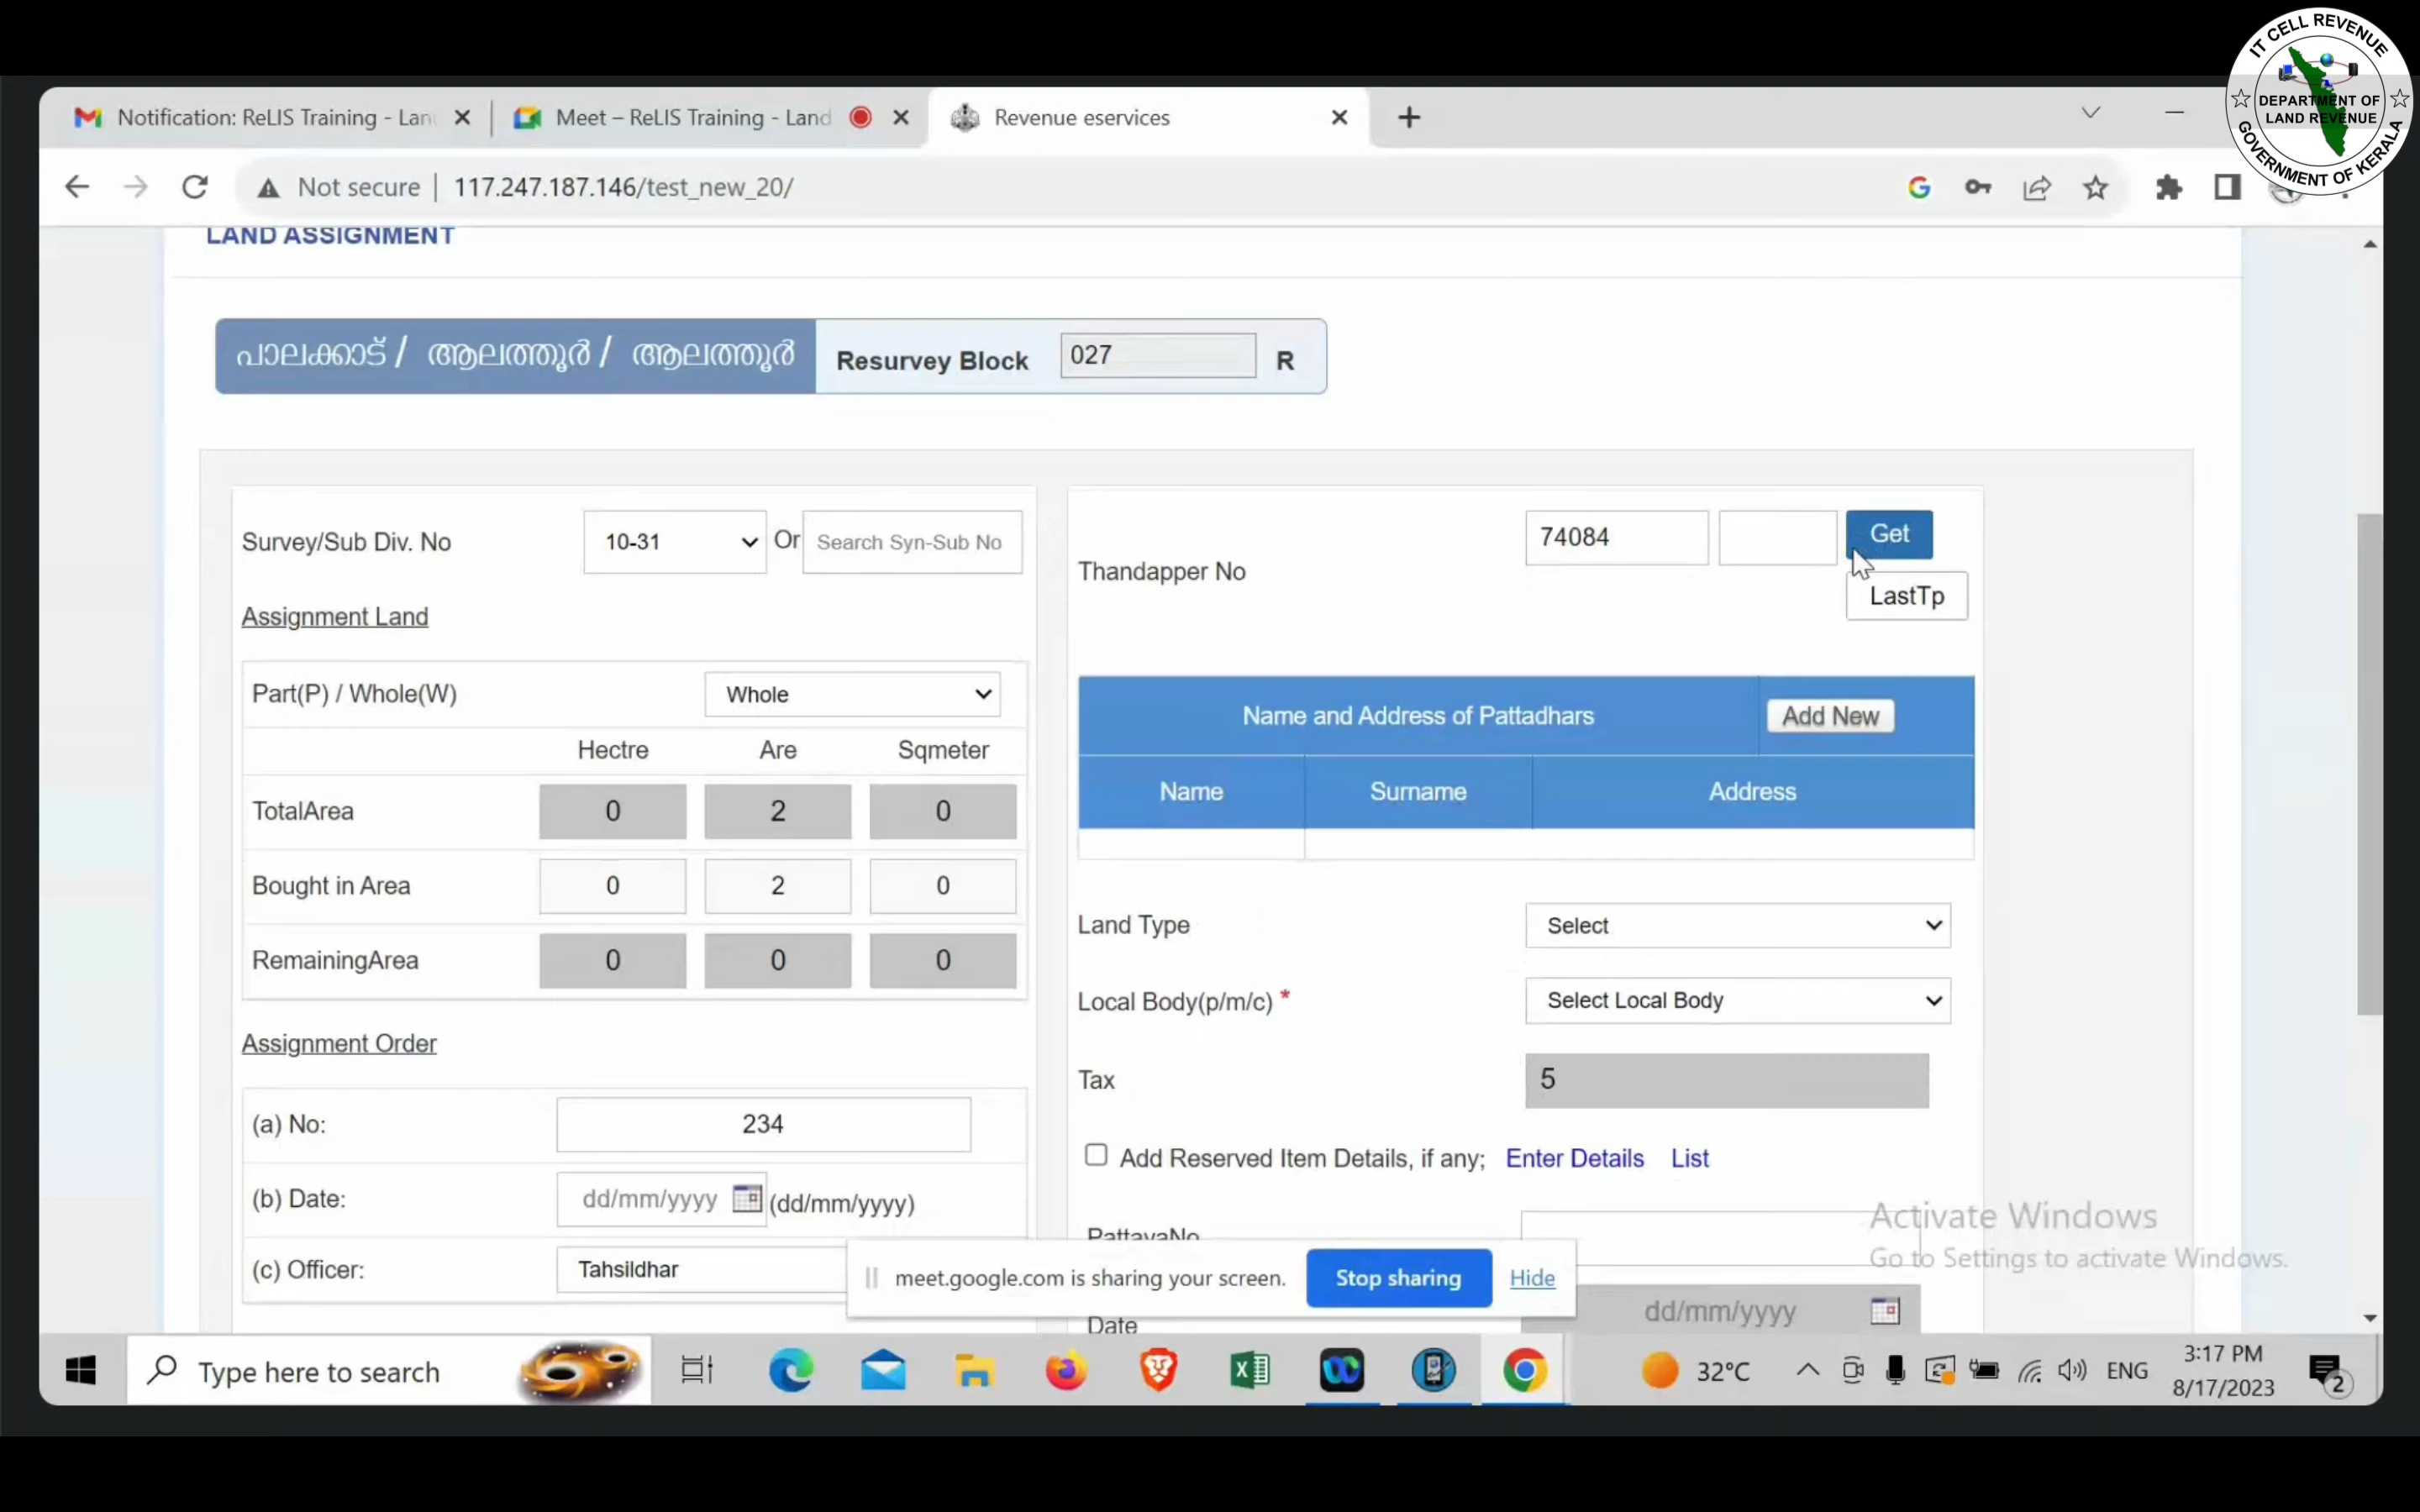 IT CELL REVENUE
DEPARTMENT OF
LAND REVENUE
GOVERNMENT OF KERALA
Notification: ReLIS Training - Lan
Meet – ReLIS Training - Land
Revenue eservices
Not secure
117.247.187.146/test_new_20/
LAND ASSIGNMENT
പാലക്കാട് / ആലത്തൂർ / ആലത്തൂർ
Resurvey Block
027
R
Survey/Sub Div. No
10-31
Or
Search Syn-Sub No
Assignment Land
Part(P) / Whole(W)
Whole
Hectre Are Sqmeter
TotalArea 0 2 0
Bought in Area 0 2 0
RemainingArea 0 0 0
Assignment Order
(a) No: 234
(b) Date: dd/mm/yyyy (dd/mm/yyyy)
(c) Officer: Tahsildhar
Thandapper No
74084
Get
LastTp
Name and Address of Pattadhars
Add New
Name Surname Address
Land Type
Select
Local Body(p/m/c) *
Select Local Body
Tax
5
Add Reserved Item Details, if any; Enter Details List
PattayaNo
Date
dd/mm/yyyy
Activate Windows
Go to Settings to activate Windows.
meet.google.com is sharing your screen.
Stop sharing
Hide
Type here to search
32°C
ENG
3:17 PM
8/17/2023
2